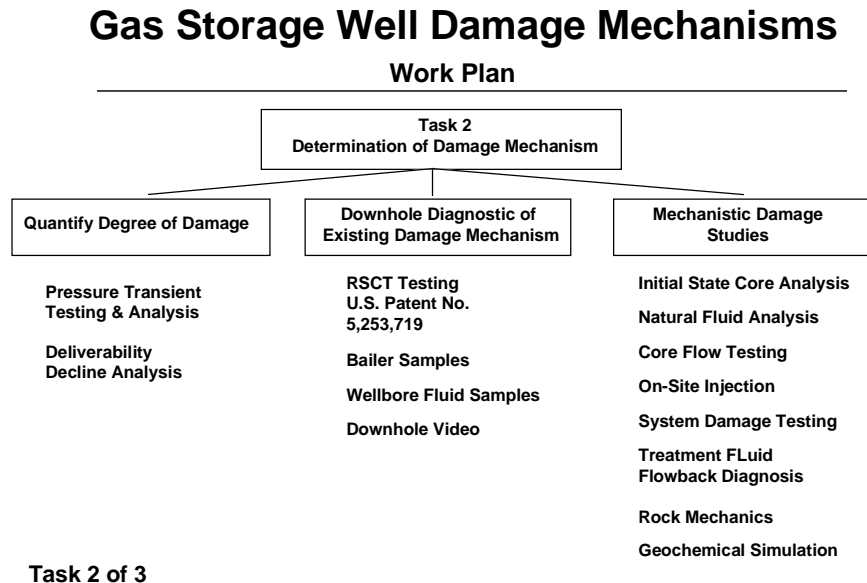 Gas Storage Well Damage Mechanisms
Work Plan
Task 2
Determination of Damage Mechanism
Quantify Degree of Damage
Pressure Transient
Testing & Analysis
Deliverability
Decline Analysis
Downhole Diagnostic of
Existing Damage Mechanism
RSCT Testing
U.S. Patent No.
5,253,719
Bailer Samples
Wellbore Fluid Samples
Downhole Video
Mechanistic Damage
Studies
Initial State Core Analysis
Natural Fluid Analysis
Core Flow Testing
On-Site Injection
System Damage Testing
Treatment FLuid
Flowback Diagnosis
Rock Mechanics
Geochemical Simulation
Task 2 of 3